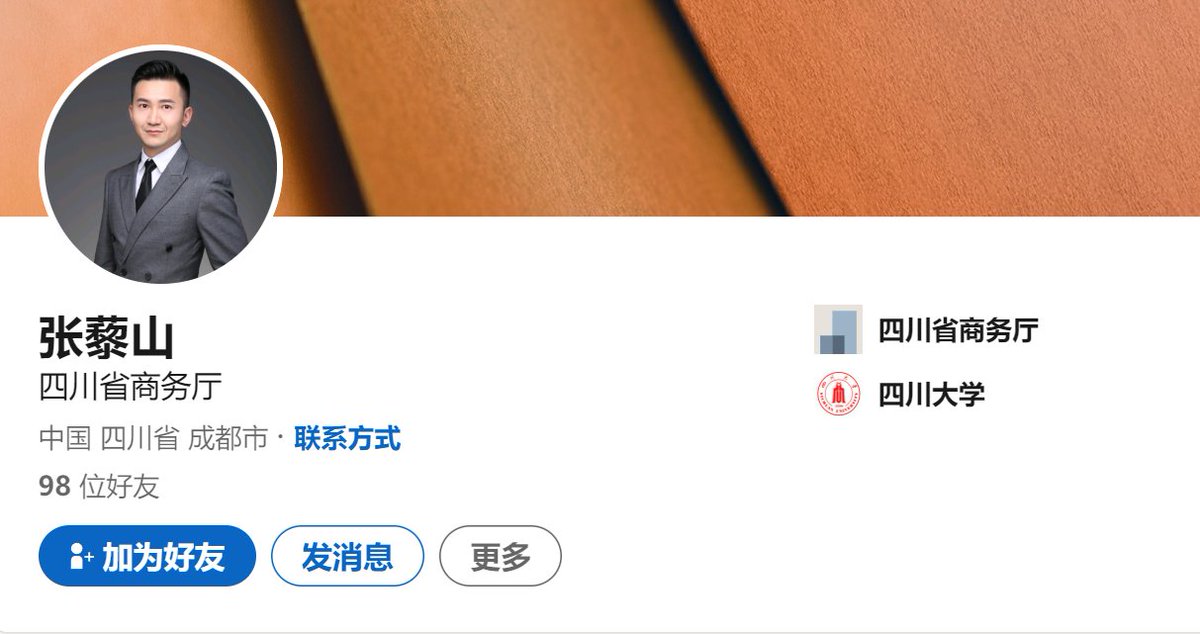 张藜山
四川省商务厅
中国 四川省 成都市 · 联系方式
98 位好友
加为好友
发消息
更多
四川省商务厅
四川大学